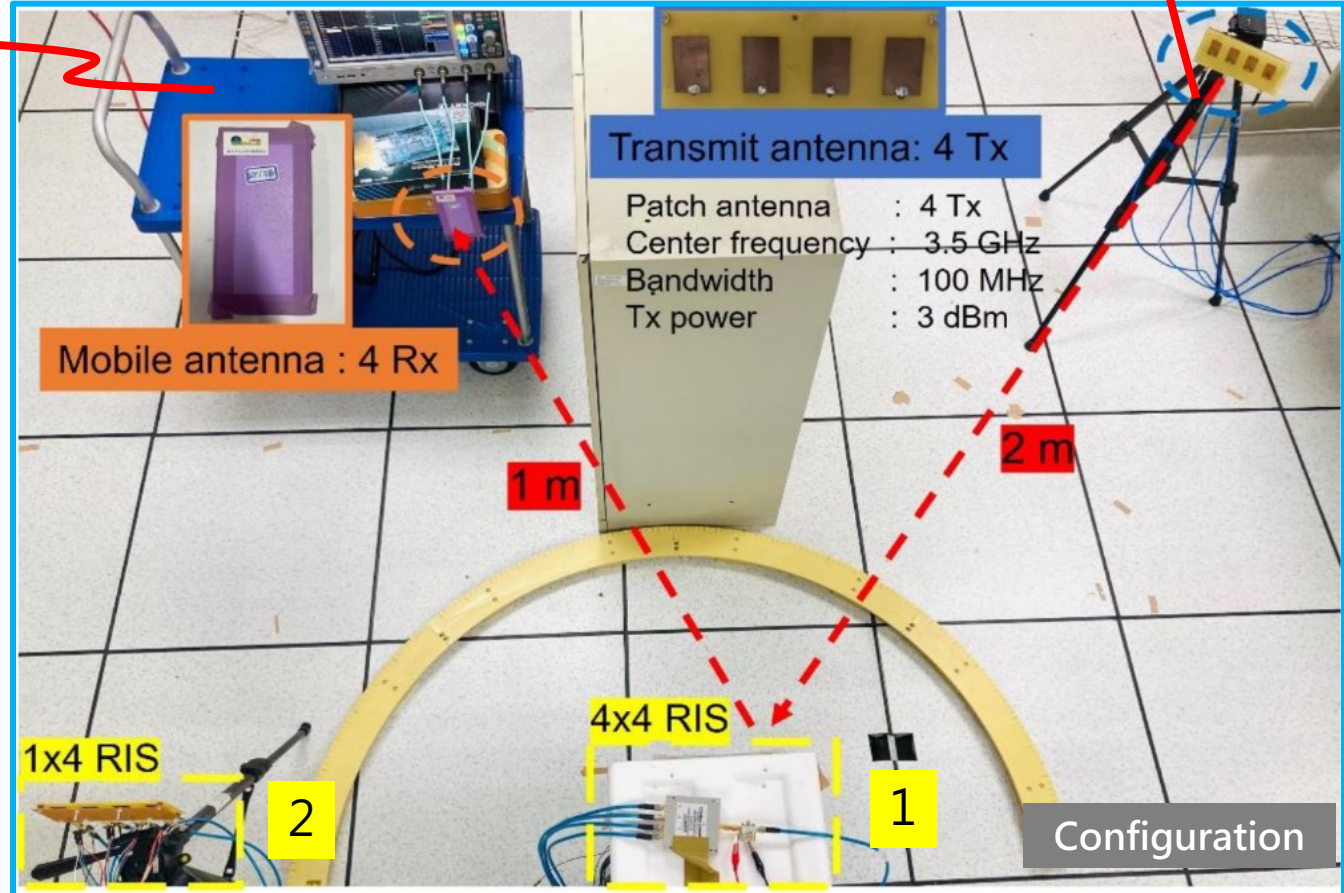 Transmit antenna: 4 Tx
Patch antenna : 4 Tx
Center frequency : 3.5 GHz
Bandwidth : 100 MHz
Tx power : 3 dBm
Mobile antenna : 4 Rx
1 m
2 m
4x4 RIS
1x4 RIS
2
1
Configuration